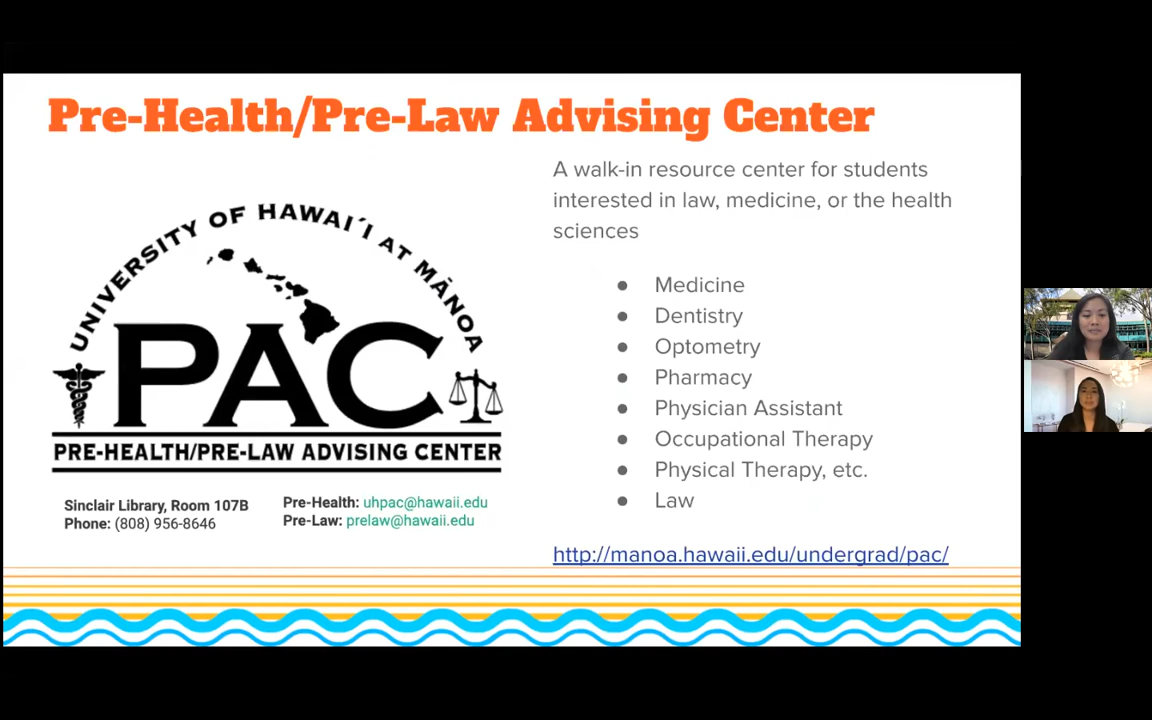 Pre-Health/Pre-Law Advising Center
UNIVERSITY OF HAWAI´I AT MĀNOA
PAC
PRE-HEALTH/PRE-LAW ADVISING CENTER
Sinclair Library, Room 107B
Phone: (808) 956-8646
Pre-Health: uhpac@hawaii.edu
Pre-Law: prelaw@hawaii.edu
A walk-in resource center for students
interested in law, medicine, or the health
sciences
● Medicine
● Dentistry
● Optometry
● Pharmacy
● Physician Assistant
● Occupational Therapy
● Physical Therapy, etc.
● Law
http://manoa.hawaii.edu/undergrad/pac/